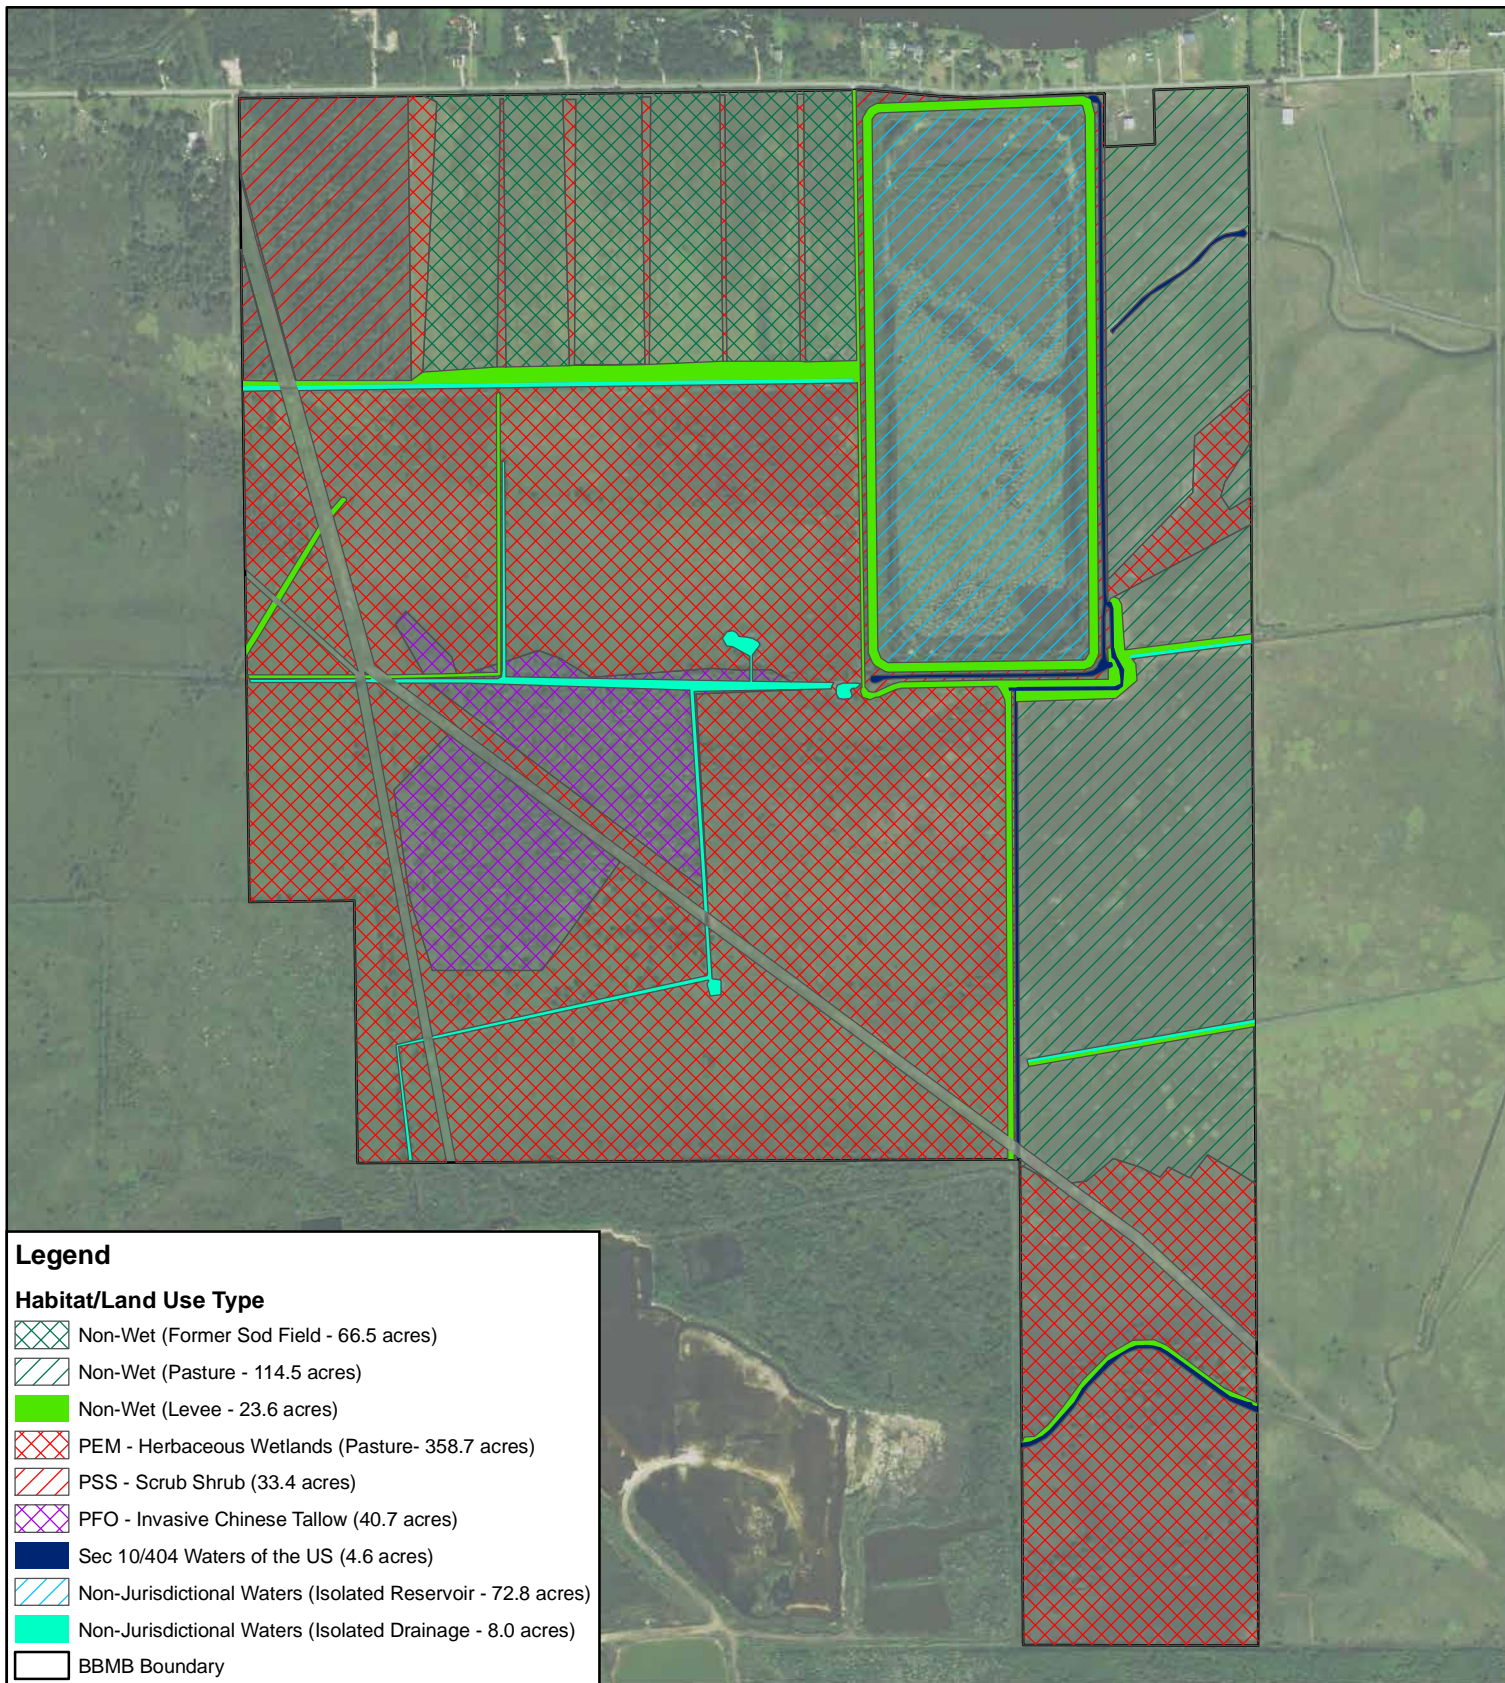 Legend
Habitat/Land Use Type
Non-Wet (Former Sod Field - 66.5 acres)
Non-Wet (Pasture - 114.5 acres)
Non-Wet (Levee - 23.6 acres)
PEM - Herbaceous Wetlands (Pasture- 358.7 acres)
PSS - Scrub Shrub (33.4 acres)
PFO - Invasive Chinese Tallow (40.7 acres)
Sec 10/404 Waters of the US (4.6 acres)
Non-Jurisdictional Waters (Isolated Reservoir - 72.8 acres)
Non-Jurisdictional Waters (Isolated Drainage - 8.0 acres)
BBMB Boundary